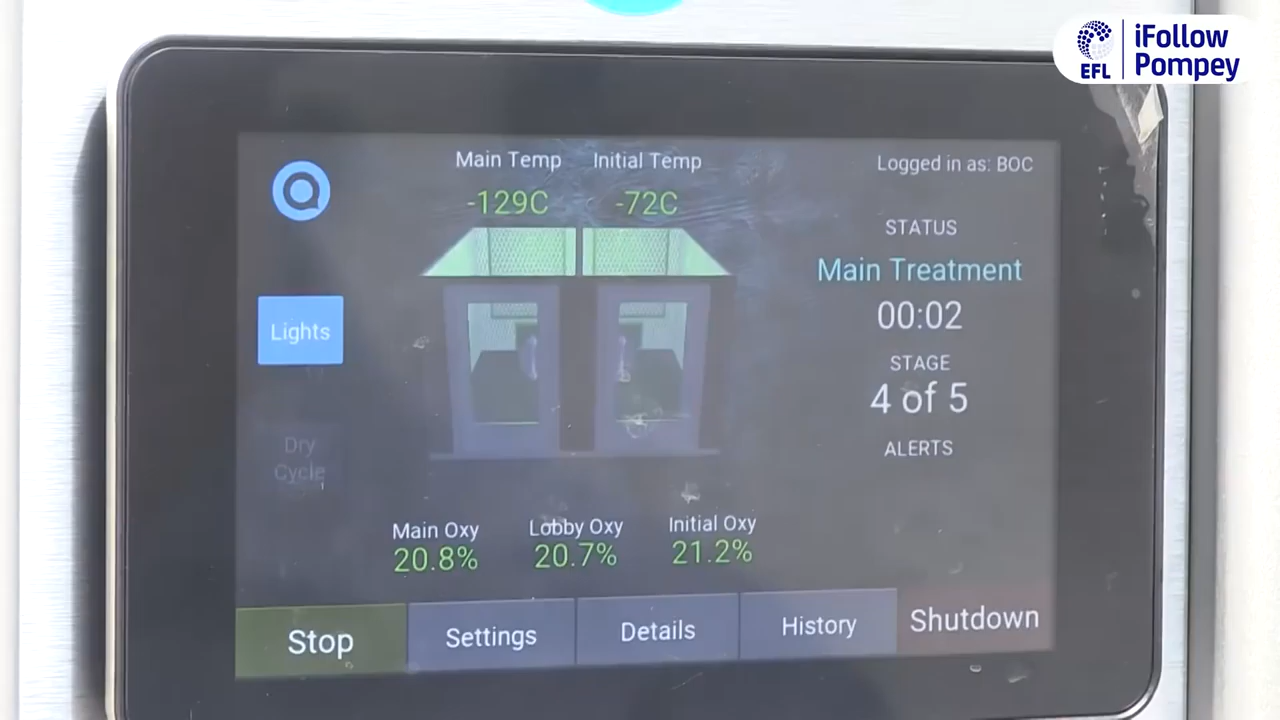 EFL
iFollow
Pompey
Main Temp
Initial Temp
Logged in as: BOC
-129C
-72C
STATUS
Main Treatment
00:02
Lights
STAGE
4 of 5
ALERTS
Dry
Cycle
Main Oxy
Lobby Oxy
Initial Oxy
20.8%
20.7%
21.2%
Stop
Settings
Details
History
Shutdown